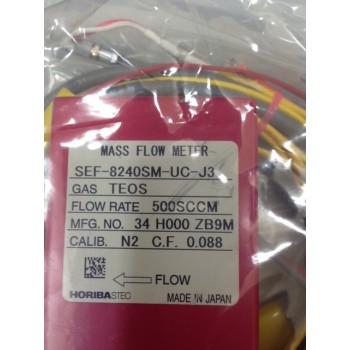 MASS FLOW METER
SEF-8240SM-UC-J3
GAS TEOS
FLOW RATE 500SCCM
MFG. NO. 34 H000 ZB9M
CALIB. N2 C.F. 0.088
FLOW
HORIBASTEC MADE IN JAPAN